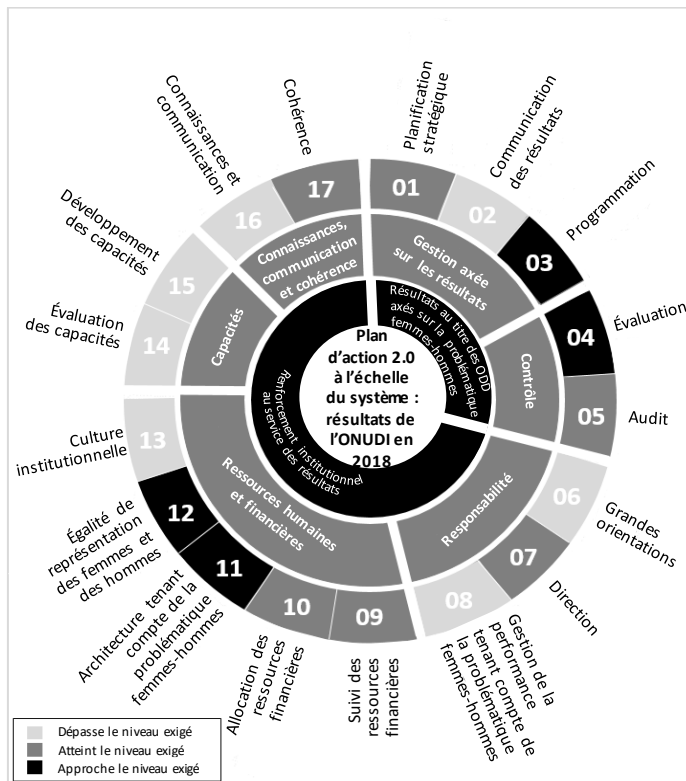 Planification
stratégique
01
Communication
des résultats
02
Programmation
03
Évaluation
04
Audit
05
Grandes
orientations
06
Direction
07
Gestion de la
performance
tenant compte de
la problématique
femmes-hommes
08
Suivi des
ressources
financières
09
Allocation des
ressources
financières
10
Architecture tenant
compte de la
problématique
femmes-hommes
11
Égalité de
représentation
des femmes et
des hommes
12
Culture
institutionnelle
13
Évaluation
des capacités
14
Développement
des capacités
15
Connaissances et
communication
16
Cohérence
17
Gestion axée
sur les résultats
Contrôle
Responsabilité
Ressources humaines
et financières
Capacités
Connaissances,
communication
et cohérence
Résultats au titre des ODD
axés sur la problématique
femmes-hommes
Renforcement institutionnel
au service des résultats
Plan
d’action 2.0
à l’échelle
du système :
résultats de
l’ONUDI en
2018
Dépasse le niveau exigé
Atteint le niveau exigé
Approche le niveau exigé